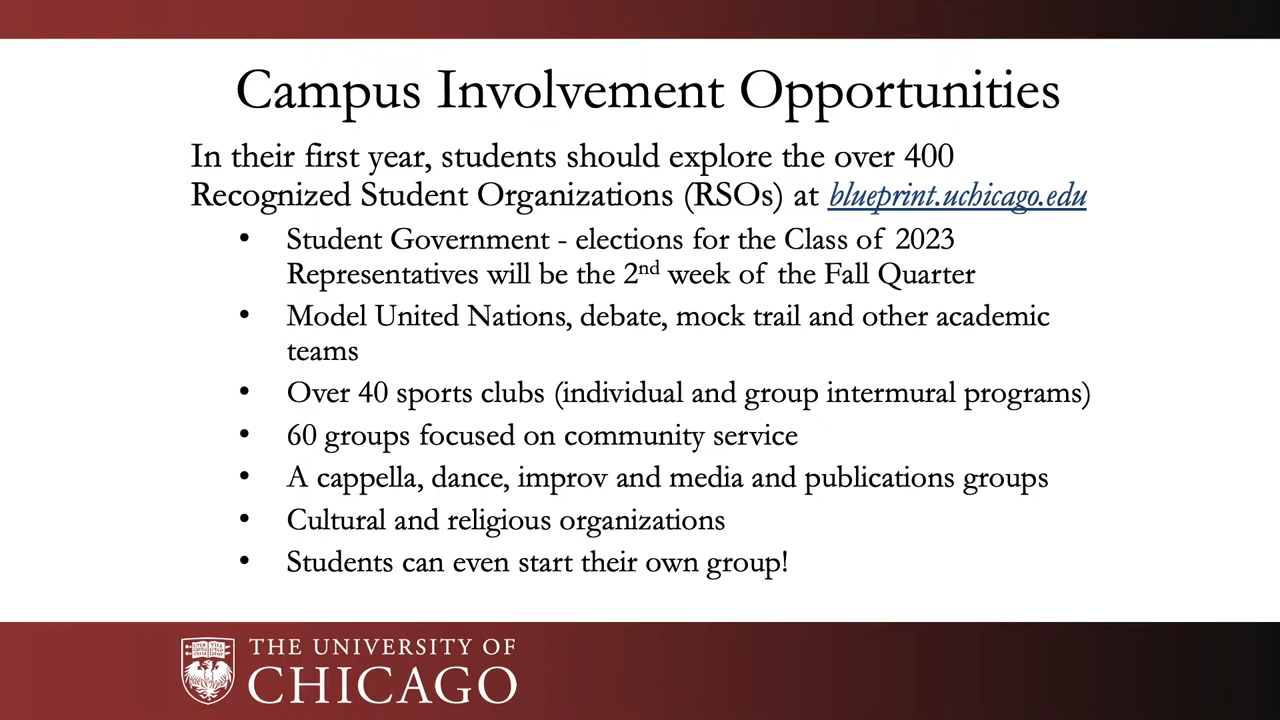 Campus Involvement Opportunities
In their first year, students should explore the over 400
Recognized Student Organizations (RSOs) at blueprint.uchicago.edu
• Student Government - elections for the Class of 2023
Representatives will be the 2nd week of the Fall Quarter
• Model United Nations, debate, mock trail and other academic
teams
• Over 40 sports clubs (individual and group intermural programs)
• 60 groups focused on community service
• A cappella, dance, improv and media and publications groups
• Cultural and religious organizations
• Students can even start their own group!
THE UNIVERSITY OF
CHICAGO